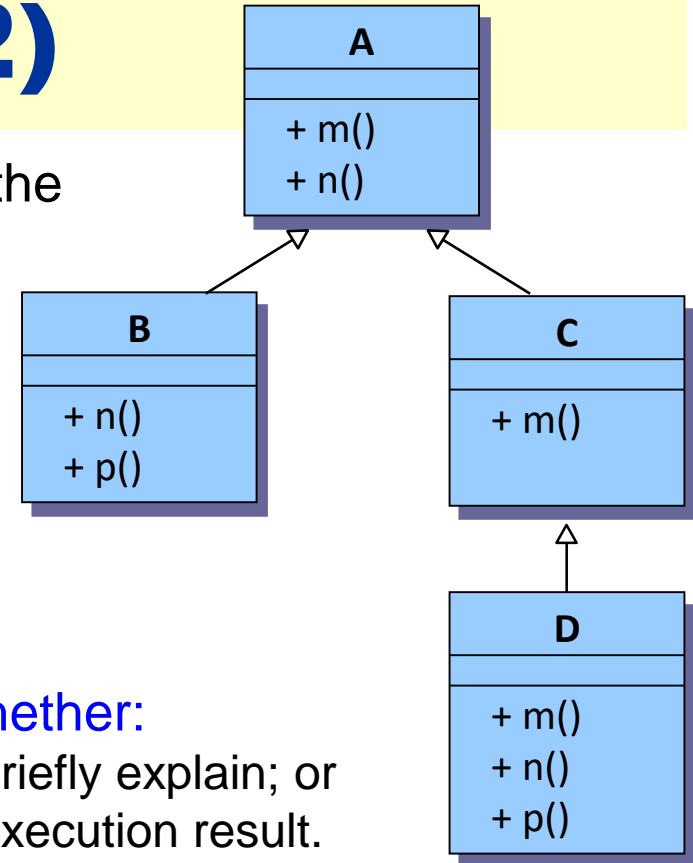 2)
A
+ m()
+ n()
the
B
+ n()
+ p()
C
+ m()
D
+ m()
+ n()
+ p()
hether:
riefly explain; or
xecution result.